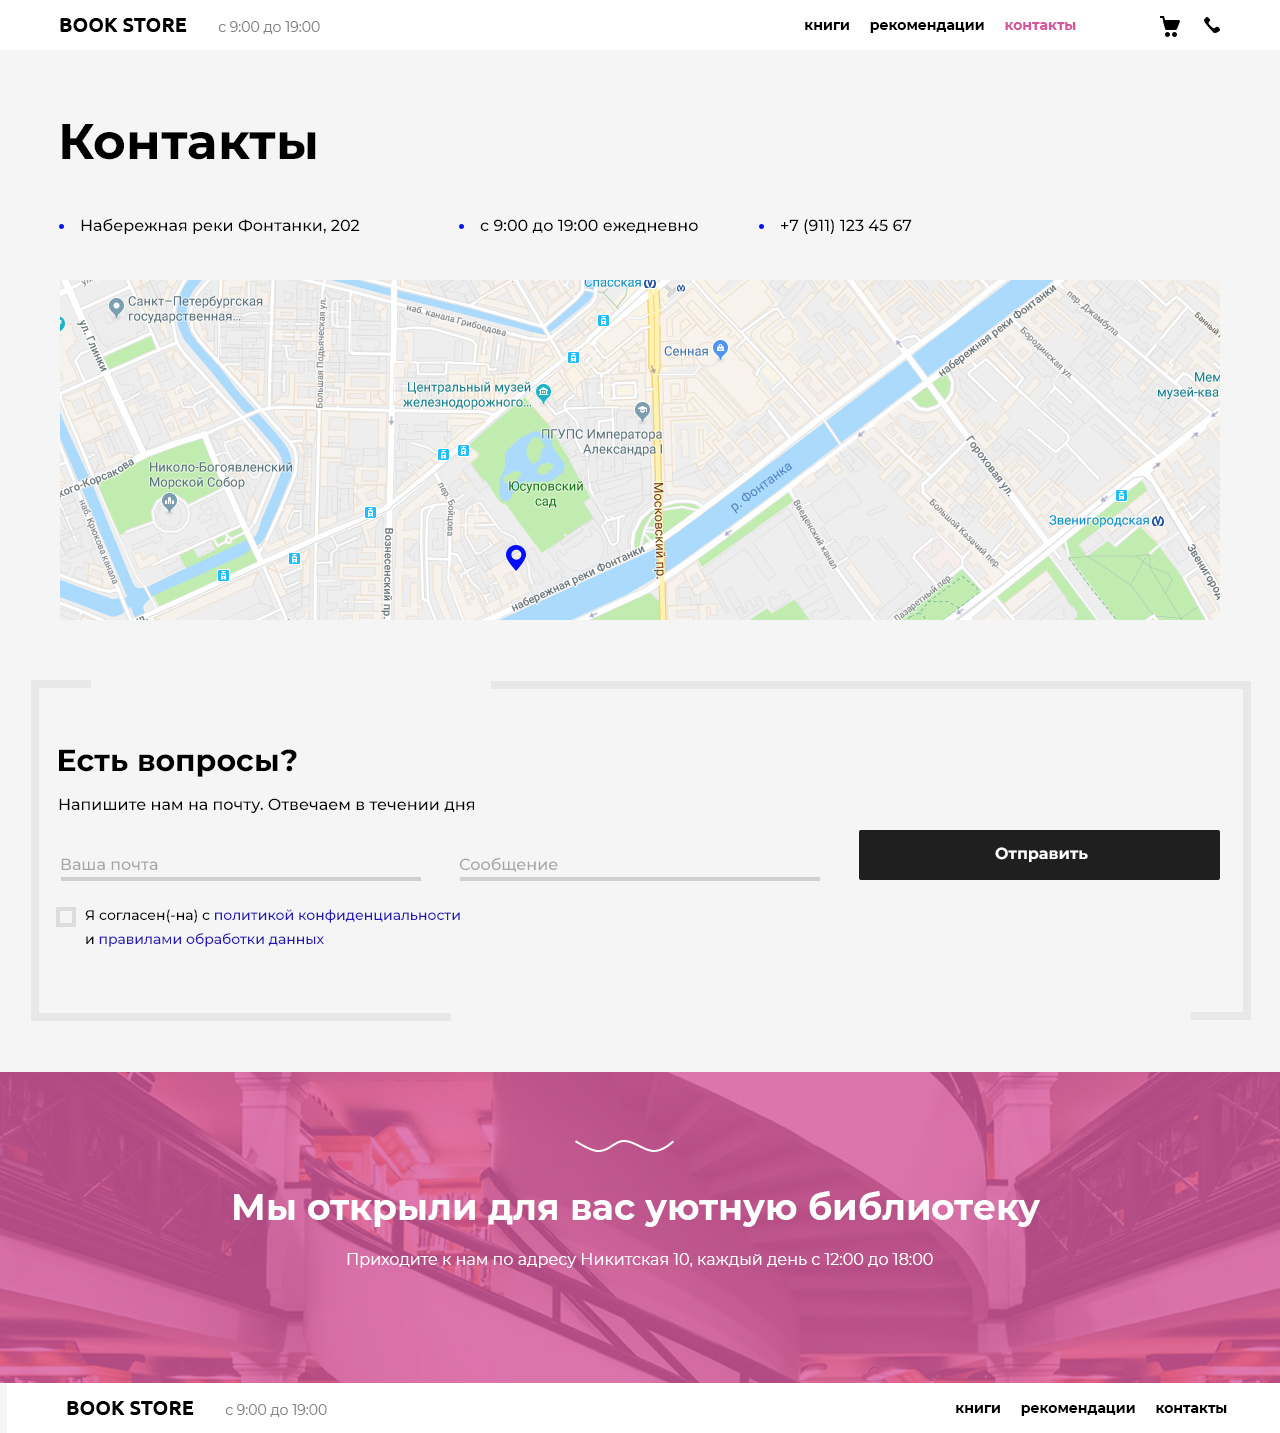 BOOK STORE с 9:00 до 19:00 книги рекомендации контакты
Контакты
Набережная реки Фонтанки, 202
с 9:00 до 19:00 ежедневно
+7 (911) 123 45 67
Спасская
Санкт-Петербургская
государственная...
ул. Глинки
Большая Подьяческая ул.
наб. канала Грибоедова
Сенная
набережная реки Фонтанки
пер. Джамбула
Бородинская ул.
Банный
Мем
музей-ква
Центральный музей
железнодорожного...
ПГУПС Императора
Александра I
Николо-Богоявленский
Морской Собор
кого-Корсакова
наб. Крюкова канала
Юсуповский
сад
пер. Бойцова
Вознесенский пр.
Московский пр.
р. Фонтанка
набережная реки Фонтанки
Введенский канал
Гороховая ул.
Большой Казачий пер.
Звенигородская
Звенигород
Лазаретный пер
Есть вопросы?
Напишите нам на почту. Отвечаем в течении дня
Ваша почта
Сообщение
Отправить
Я согласен(-на) с политикой конфиденциальности
и правилами обработки данных
Мы открыли для вас уютную библиотеку
Приходите к нам по адресу Никитская 10, каждый день с 12:00 до 18:00
BOOK STORE с 9:00 до 19:00 книги рекомендации контакты